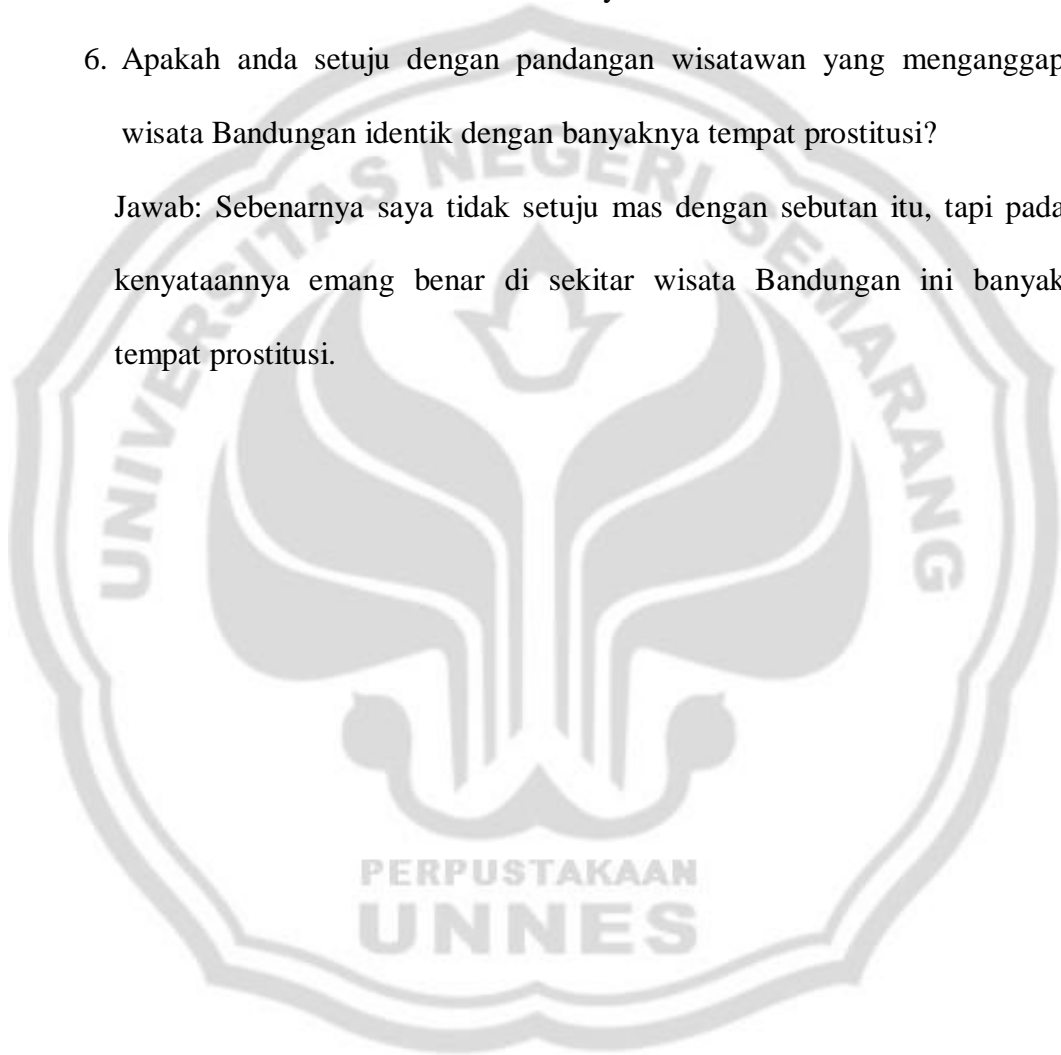 6. Apakah anda setuju dengan pandangan wisatawan yang menganggap
wisata Bandungan identik dengan banyaknya tempat prostitusi?
Jawab: Sebenarnya saya tidak setuju mas dengan sebutan itu, tapi pada
kenyataannya emang benar di sekitar wisata Bandungan ini banyak
tempat prostitusi.
UNIVERSITAS NEGERI SEMARANG
PERPUSTAKAAN
UNNES